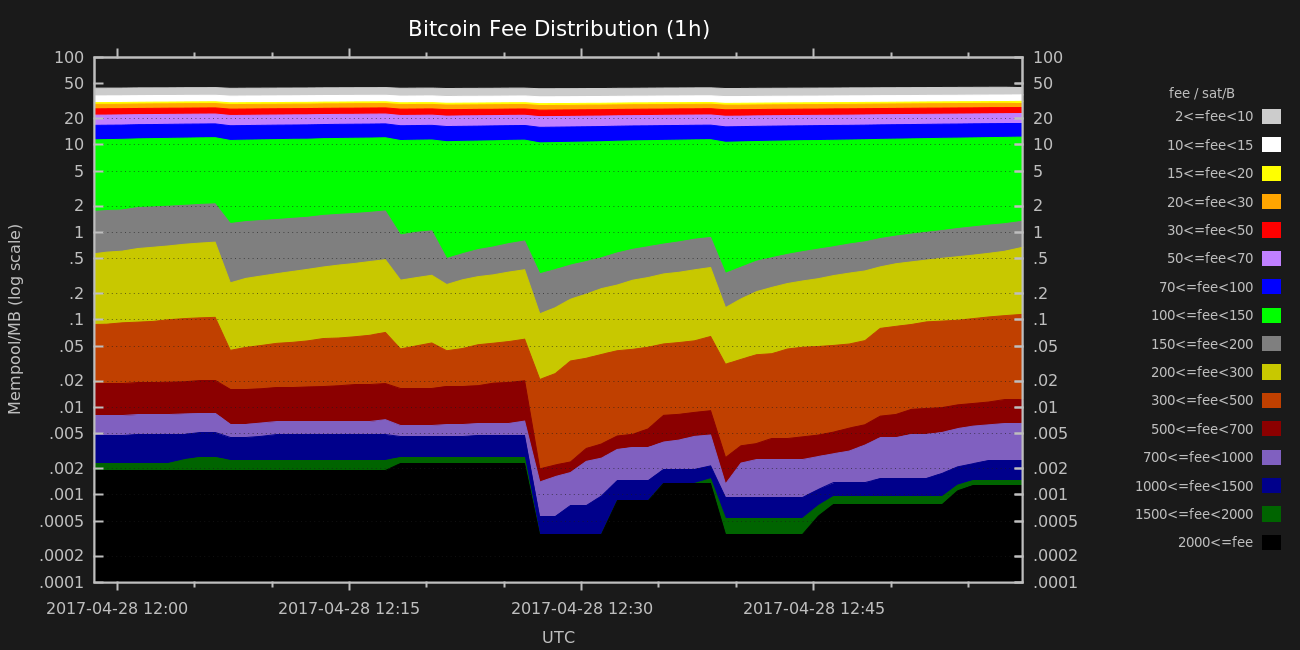 Bitcoin Fee Distribution (1h)
Mempool/MB (log scale)
100
50
20
10
5
2
1
.5
.2
.1
.05
.02
.01
.005
.002
.001
.0005
.0002
.0001
100
50
20
10
5
2
1
.5
.2
.1
.05
.02
.01
.005
.002
.001
.0005
.0002
.0001
2017-04-28 12:00 2017-04-28 12:15 2017-04-28 12:30 2017-04-28 12:45
UTC
fee / sat/B
2<=fee<10
10<=fee<15
15<=fee<20
20<=fee<30
30<=fee<50
50<=fee<70
70<=fee<100
100<=fee<150
150<=fee<200
200<=fee<300
300<=fee<500
500<=fee<700
700<=fee<1000
1000<=fee<1500
1500<=fee<2000
2000<=fee